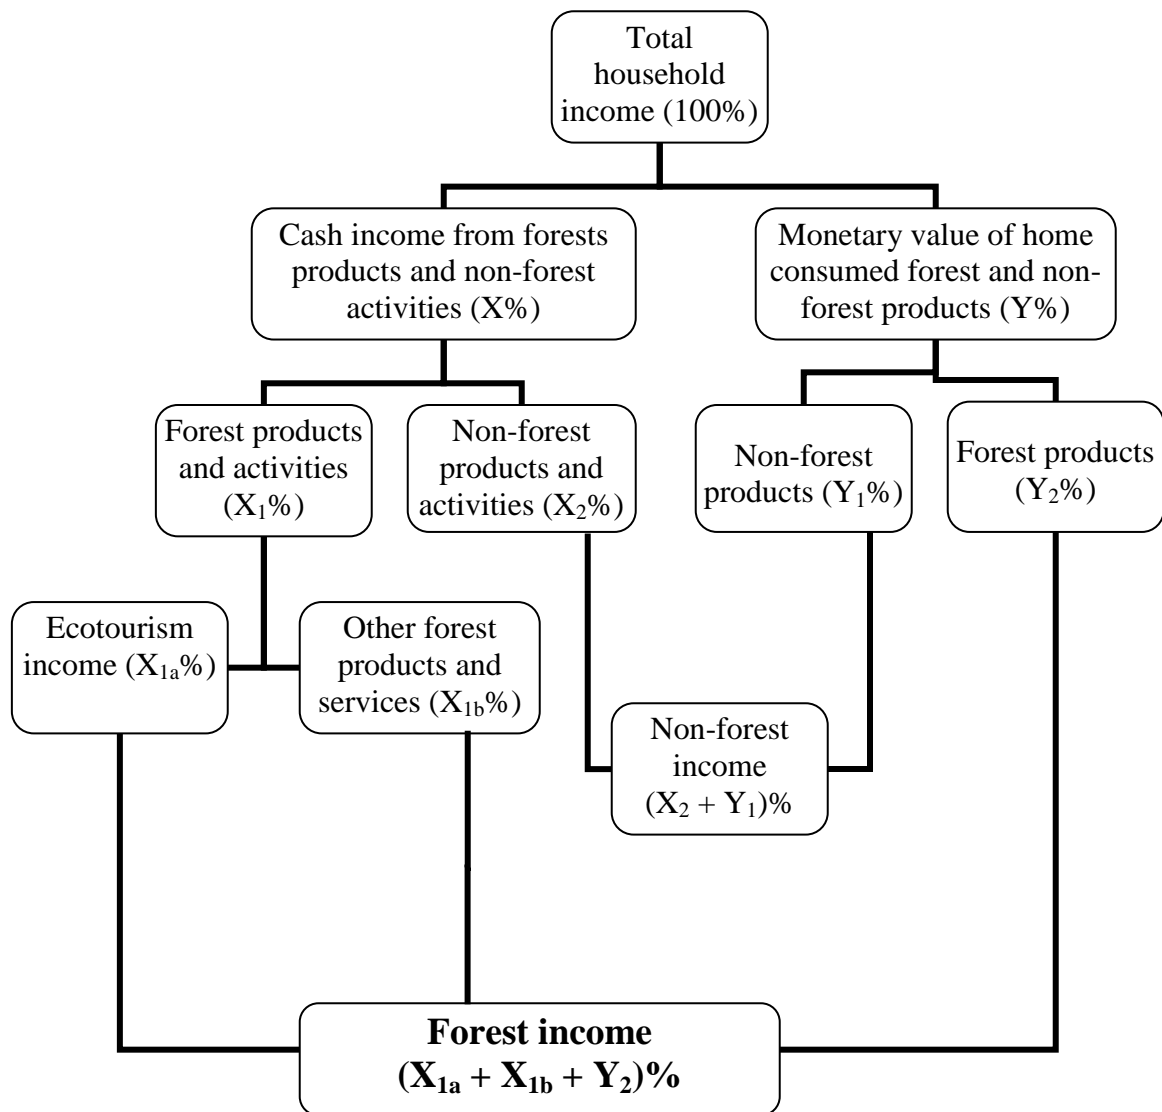 Total
household
income (100%)
Cash income from forests
products and non-forest
activities (X%)
Monetary value of home
consumed forest and non-
forest products (Y%)
Forest products
and activities
(X₁%)
Non-forest
products and
activities (X₂%)
Non-forest
products (Y₁%)
Forest products
(Y₂%)
Ecotourism
income (X₁ₐ%)
Other forest
products and
services (X₁b%)
Non-forest
income
(X₂ + Y₁)%
Forest income
(X₁ₐ + X₁b + Y₂)%